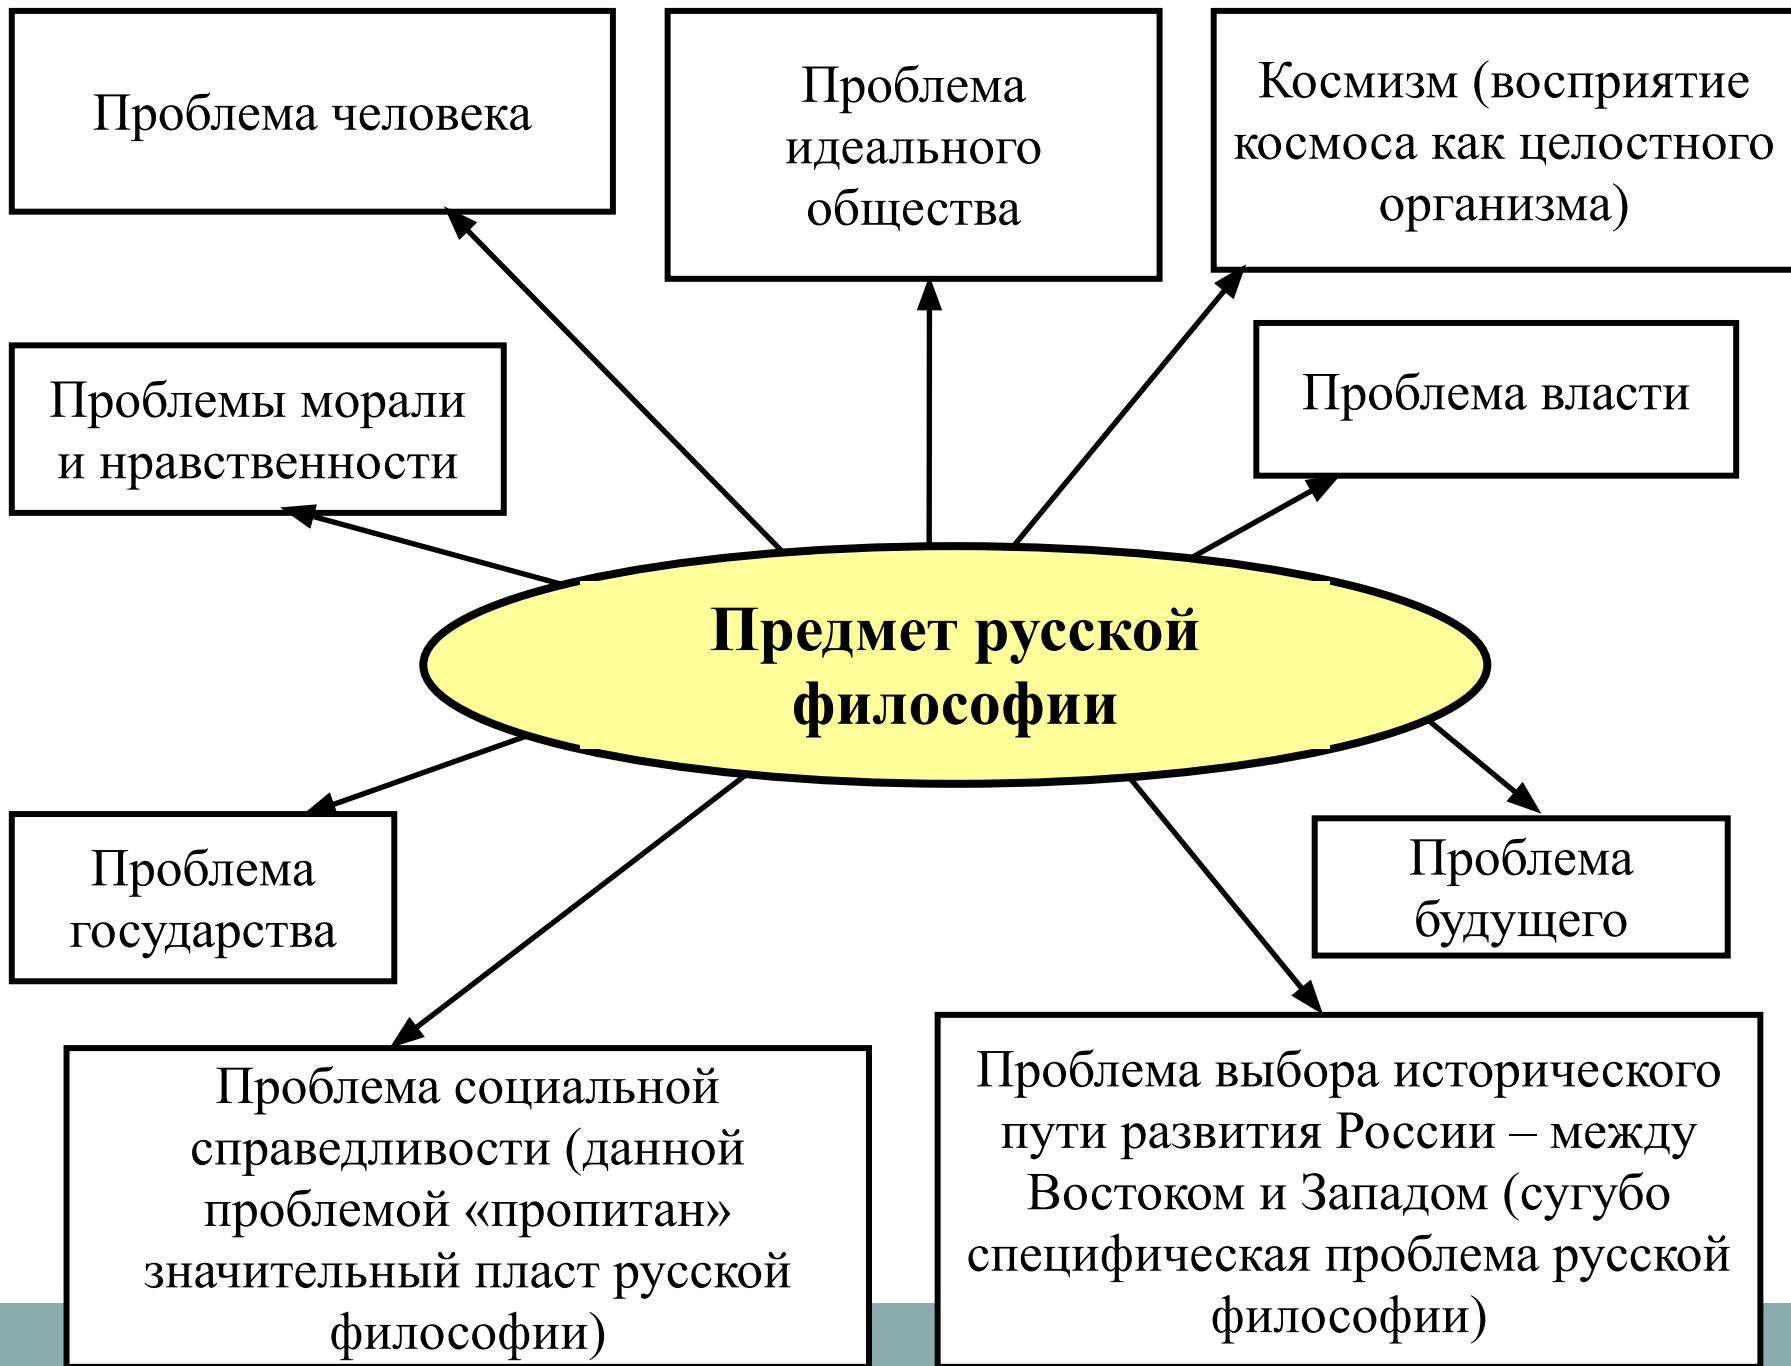 Проблема человека
Проблема
идеального
общества
Космизм (восприятие
космоса как целостного
организма)
Проблемы морали
и нравственности
Проблема власти
Предмет русской
философии
Проблема
государства
Проблема
будущего
Проблема социальной
справедливости (данной
проблемой «пропитан»
значительный пласт русской
философии)
Проблема выбора исторического
пути развития России – между
Востоком и Западом (сугубо
специфическая проблема русской
философии)